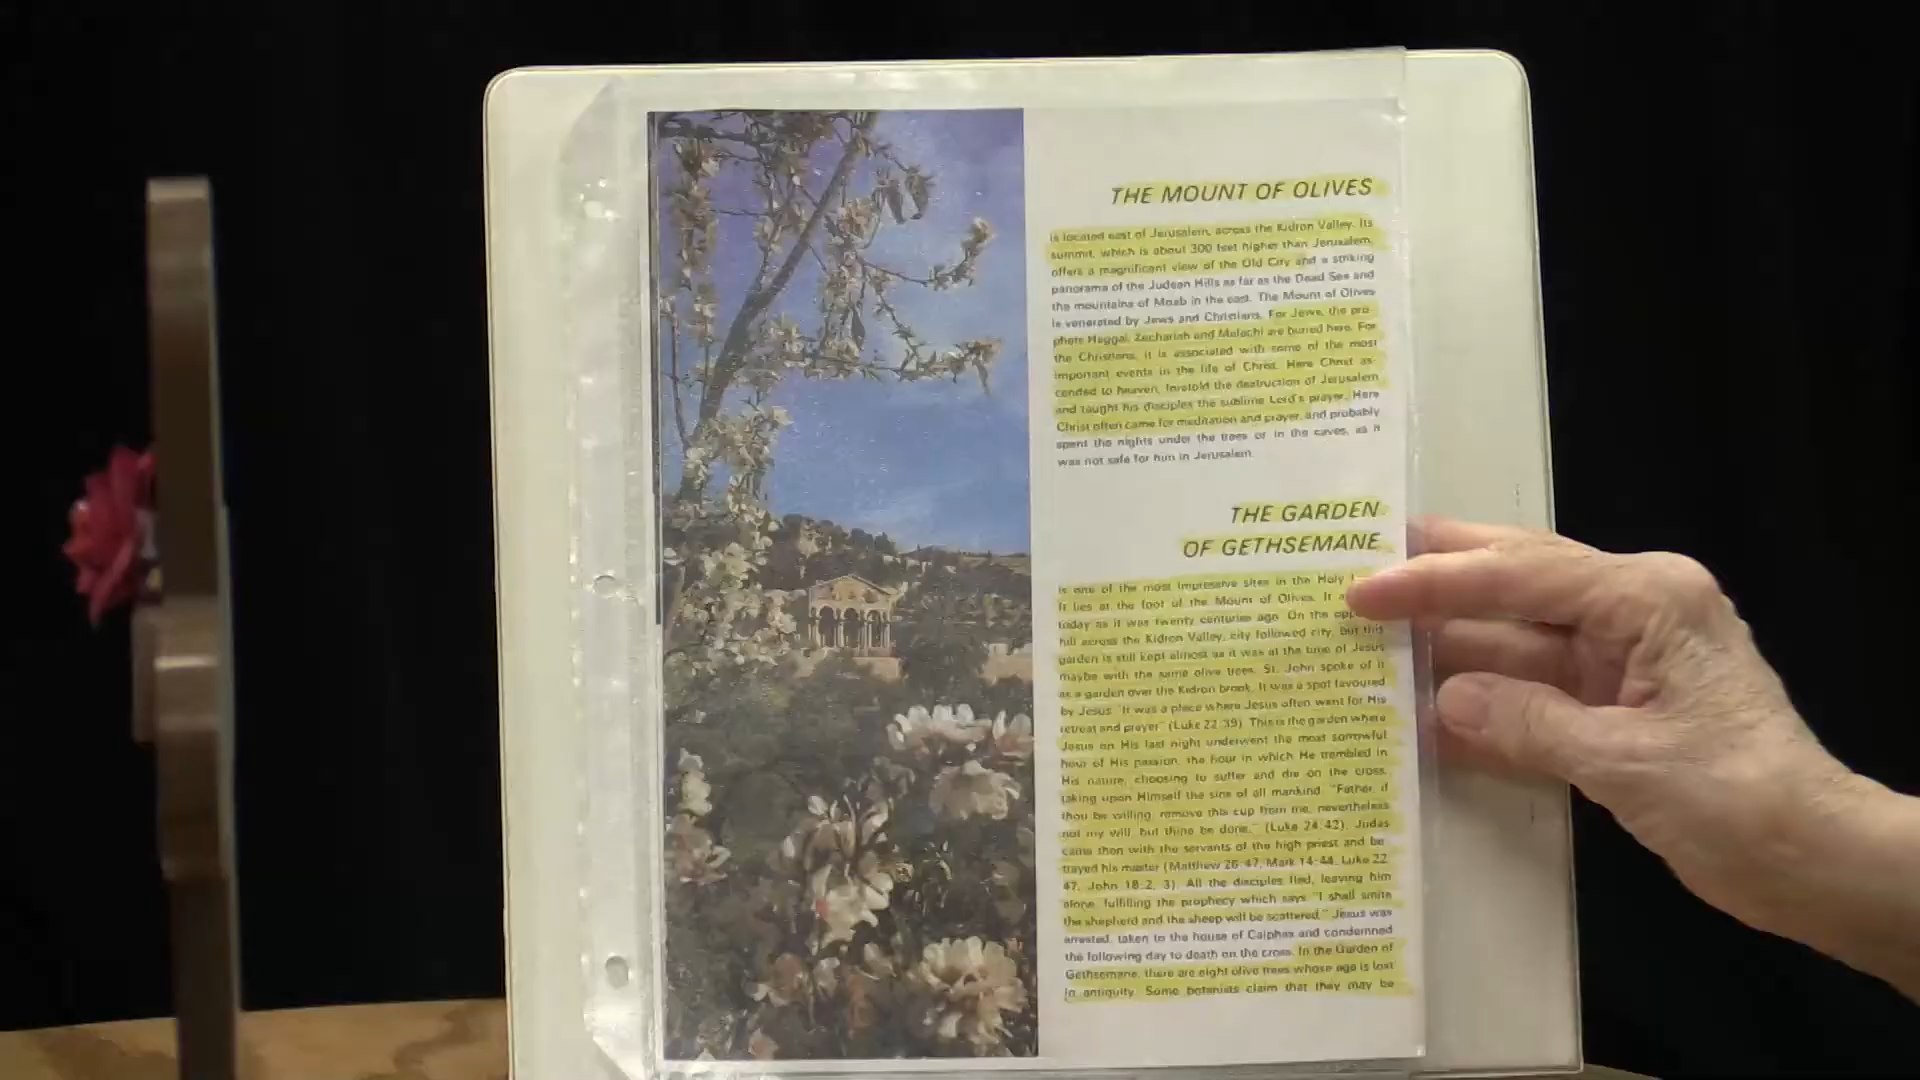 THE MOUNT OF OLIVES
is located east of Jerusalem, across the Kidron Valley. Its
summit, which is about 300 feet higher than Jerusalem,
offers a magnificent view of the Old City and a striking
panorama of the Judean Hills as far as the Dead Sea and
the mountains of Moab in the east. The Mount of Olives
is venerated by Jews and Christians. For Jews, the pro-
phets Haggai, Zechariah and Malachi are buried here. For
the Christians, it is associated with some of the most
important events in the life of Christ. Here Christ as-
cended to heaven, foretold the destruction of Jerusalem
and taught his disciples the sublime Lord's prayer. Here
Christ often came for meditation and prayer, and probably
spent the nights under the trees or in the caves, as it
was not safe for him in Jerusalem.
THE GARDEN
OF GETHSEMANE
is one of the most impressive sites in the Holy
It lies at the foot of the Mount of Olives. It
today as it was twenty centuries ago. On the
hill across the Kidron Valley, city followed city, but this
garden is still kept almost as it was at the time of Jesus
maybe with the same olive trees. St. John spoke of it
as a garden over the Kidron brook. It was a spot favoured
by Jesus. "It was a place where Jesus often went for His
retreat and prayer" (Luke 22:39). This is the garden where
Jesus on His last night underwent the most sorrowful
hour of His passion, the hour in which He trembled in
His nature, choosing to suffer and die on the cross,
taking upon Himself the sins of all mankind. "Father, if
thou be willing, remove this cup from me, nevertheless
not my will, but thine be done." (Luke 24:42). Judas
came then with the servants of the high priest and be-
trayed his master (Matthew 26:47, Mark 14:44, Luke 22
47, John 18:2, 3). All the disciples fled, leaving him
alone, fulfilling the prophecy which says "I shall smite
the shepherd and the sheep will be scattered." Jesus was
arrested, taken to the house of Caiphas and condemned
the following day to death on the cross. In the Garden of
Gethsemane, there are eight olive trees whose age is lost
in antiquity. Some botanists claim that they may be